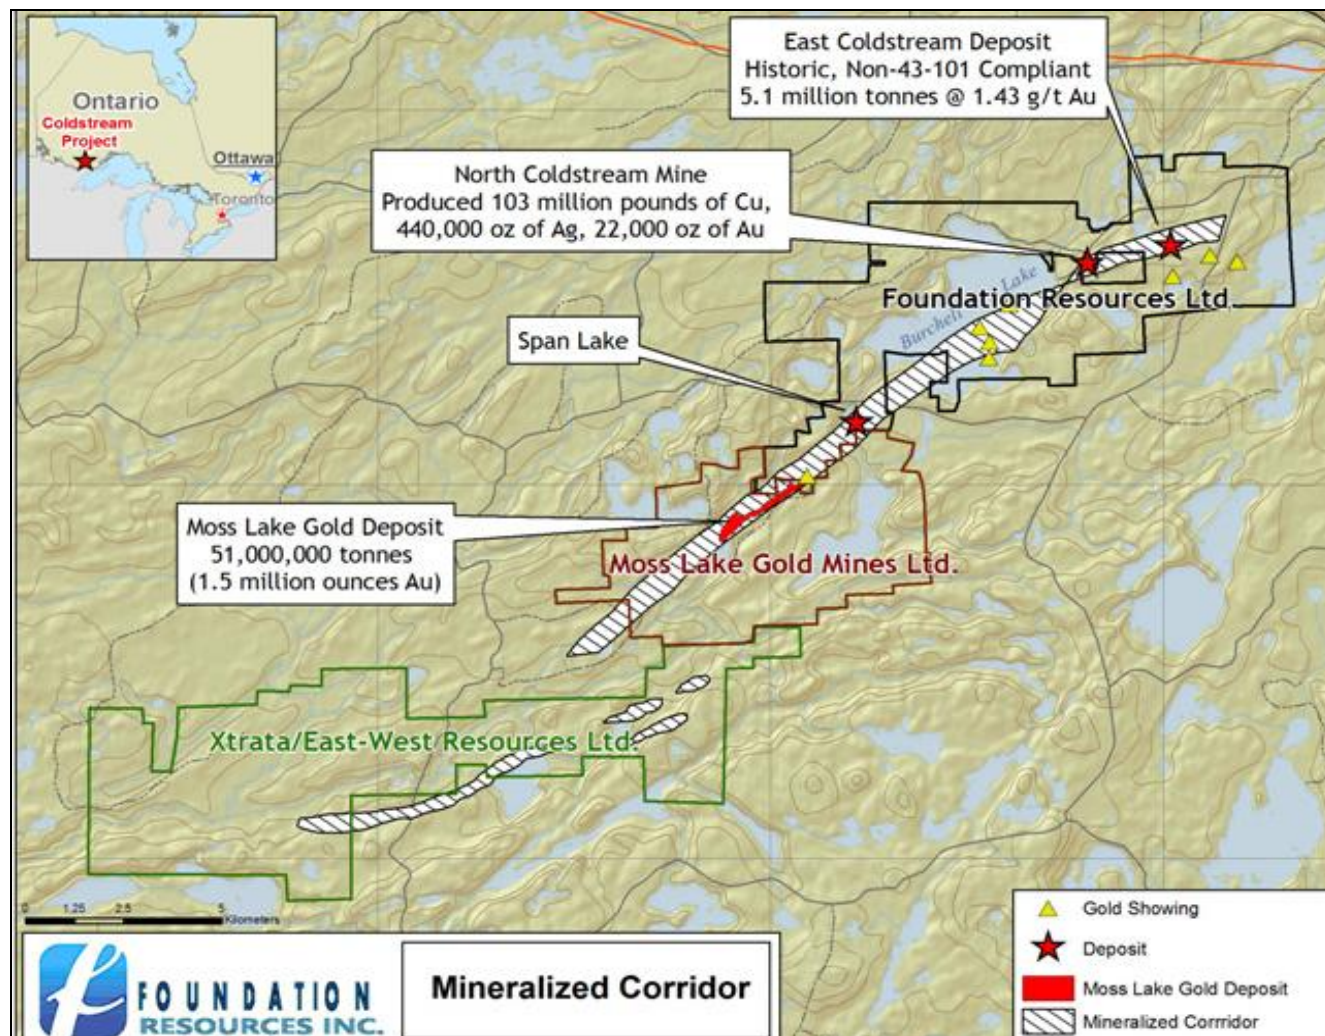 Ontario
Coldstream
Project
Ottawa
Toronto
East Coldstream Deposit
Historic, Non-43-101 Compliant
5.1 million tonnes @ 1.43 g/t Au
North Coldstream Mine
Produced 103 million pounds of Cu,
440,000 oz of Ag, 22,000 oz of Au
Burchell Lake
Foundation Resources Ltd.
Span Lake
Moss Lake Gold Deposit
51,000,000 tonnes
(1.5 million ounces Au)
Moss Lake Gold Mines Ltd.
Xtrata/East-West Resources Ltd.
0 1.25 2.5 5
Kilometers
FOUNDATION
RESOURCES INC.
Mineralized Corridor
Gold Showing
Deposit
Moss Lake Gold Deposit
Mineralized Corrridor